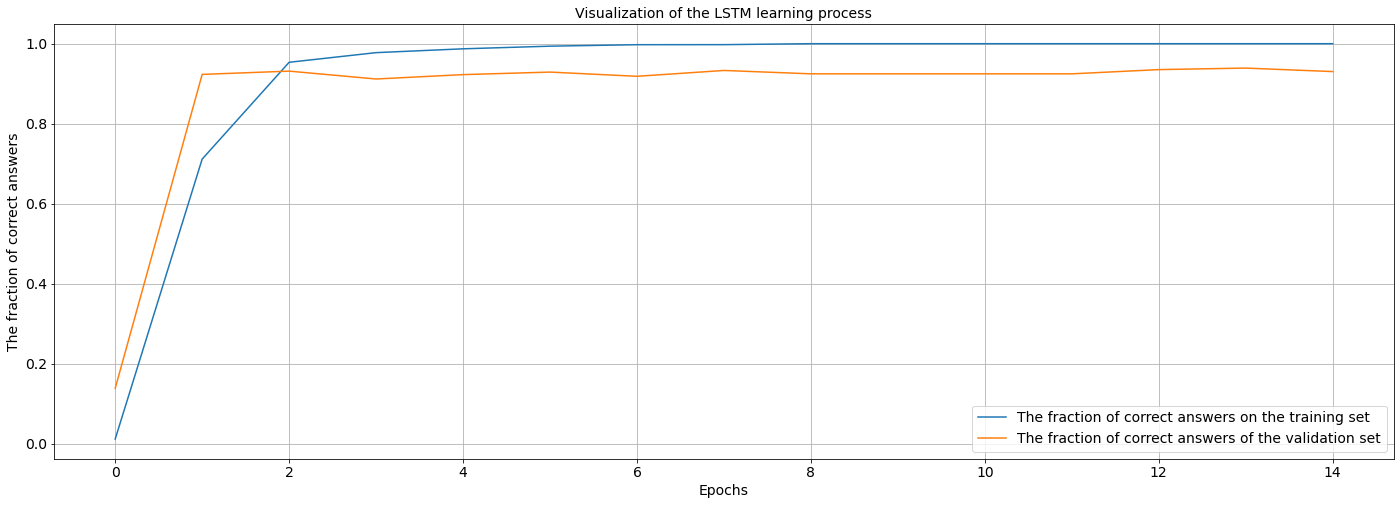 Visualization of the LSTM learning process
The fraction of correct answers
1.0
0.8
0.6
0.4
0.2
0.0
The fraction of correct answers on the training set
The fraction of correct answers of the validation set
0 2 4 6 8 10 12 14
Epochs